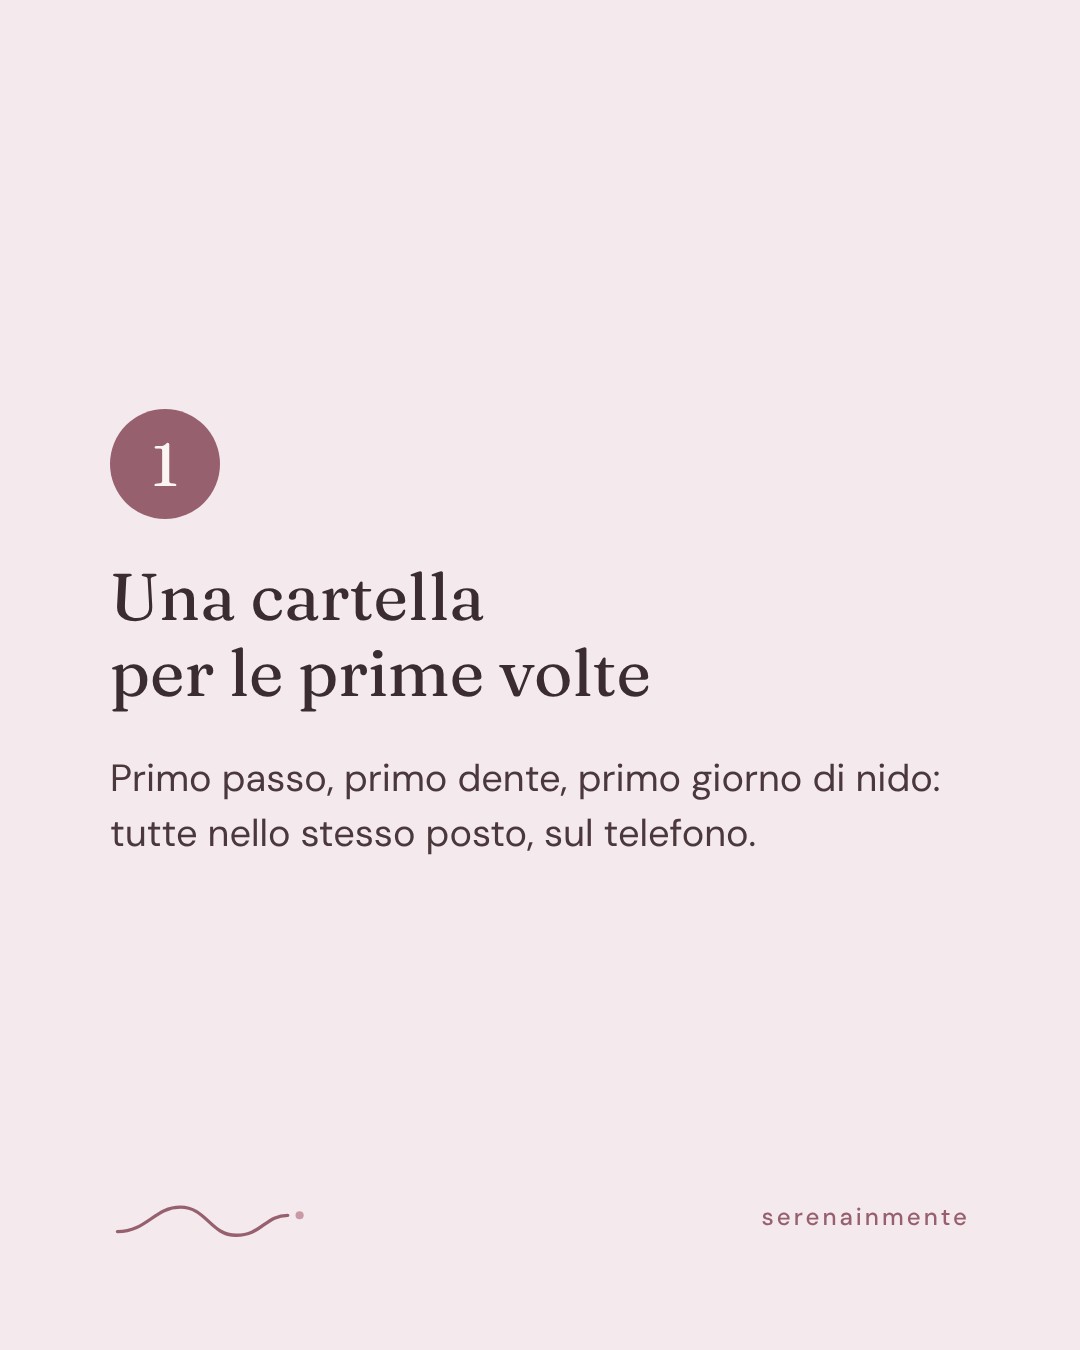 1
Una cartella
per le prime volte
Primo passo, primo dente, primo giorno di nido:
tutte nello stesso posto, sul telefono.
serenainmente